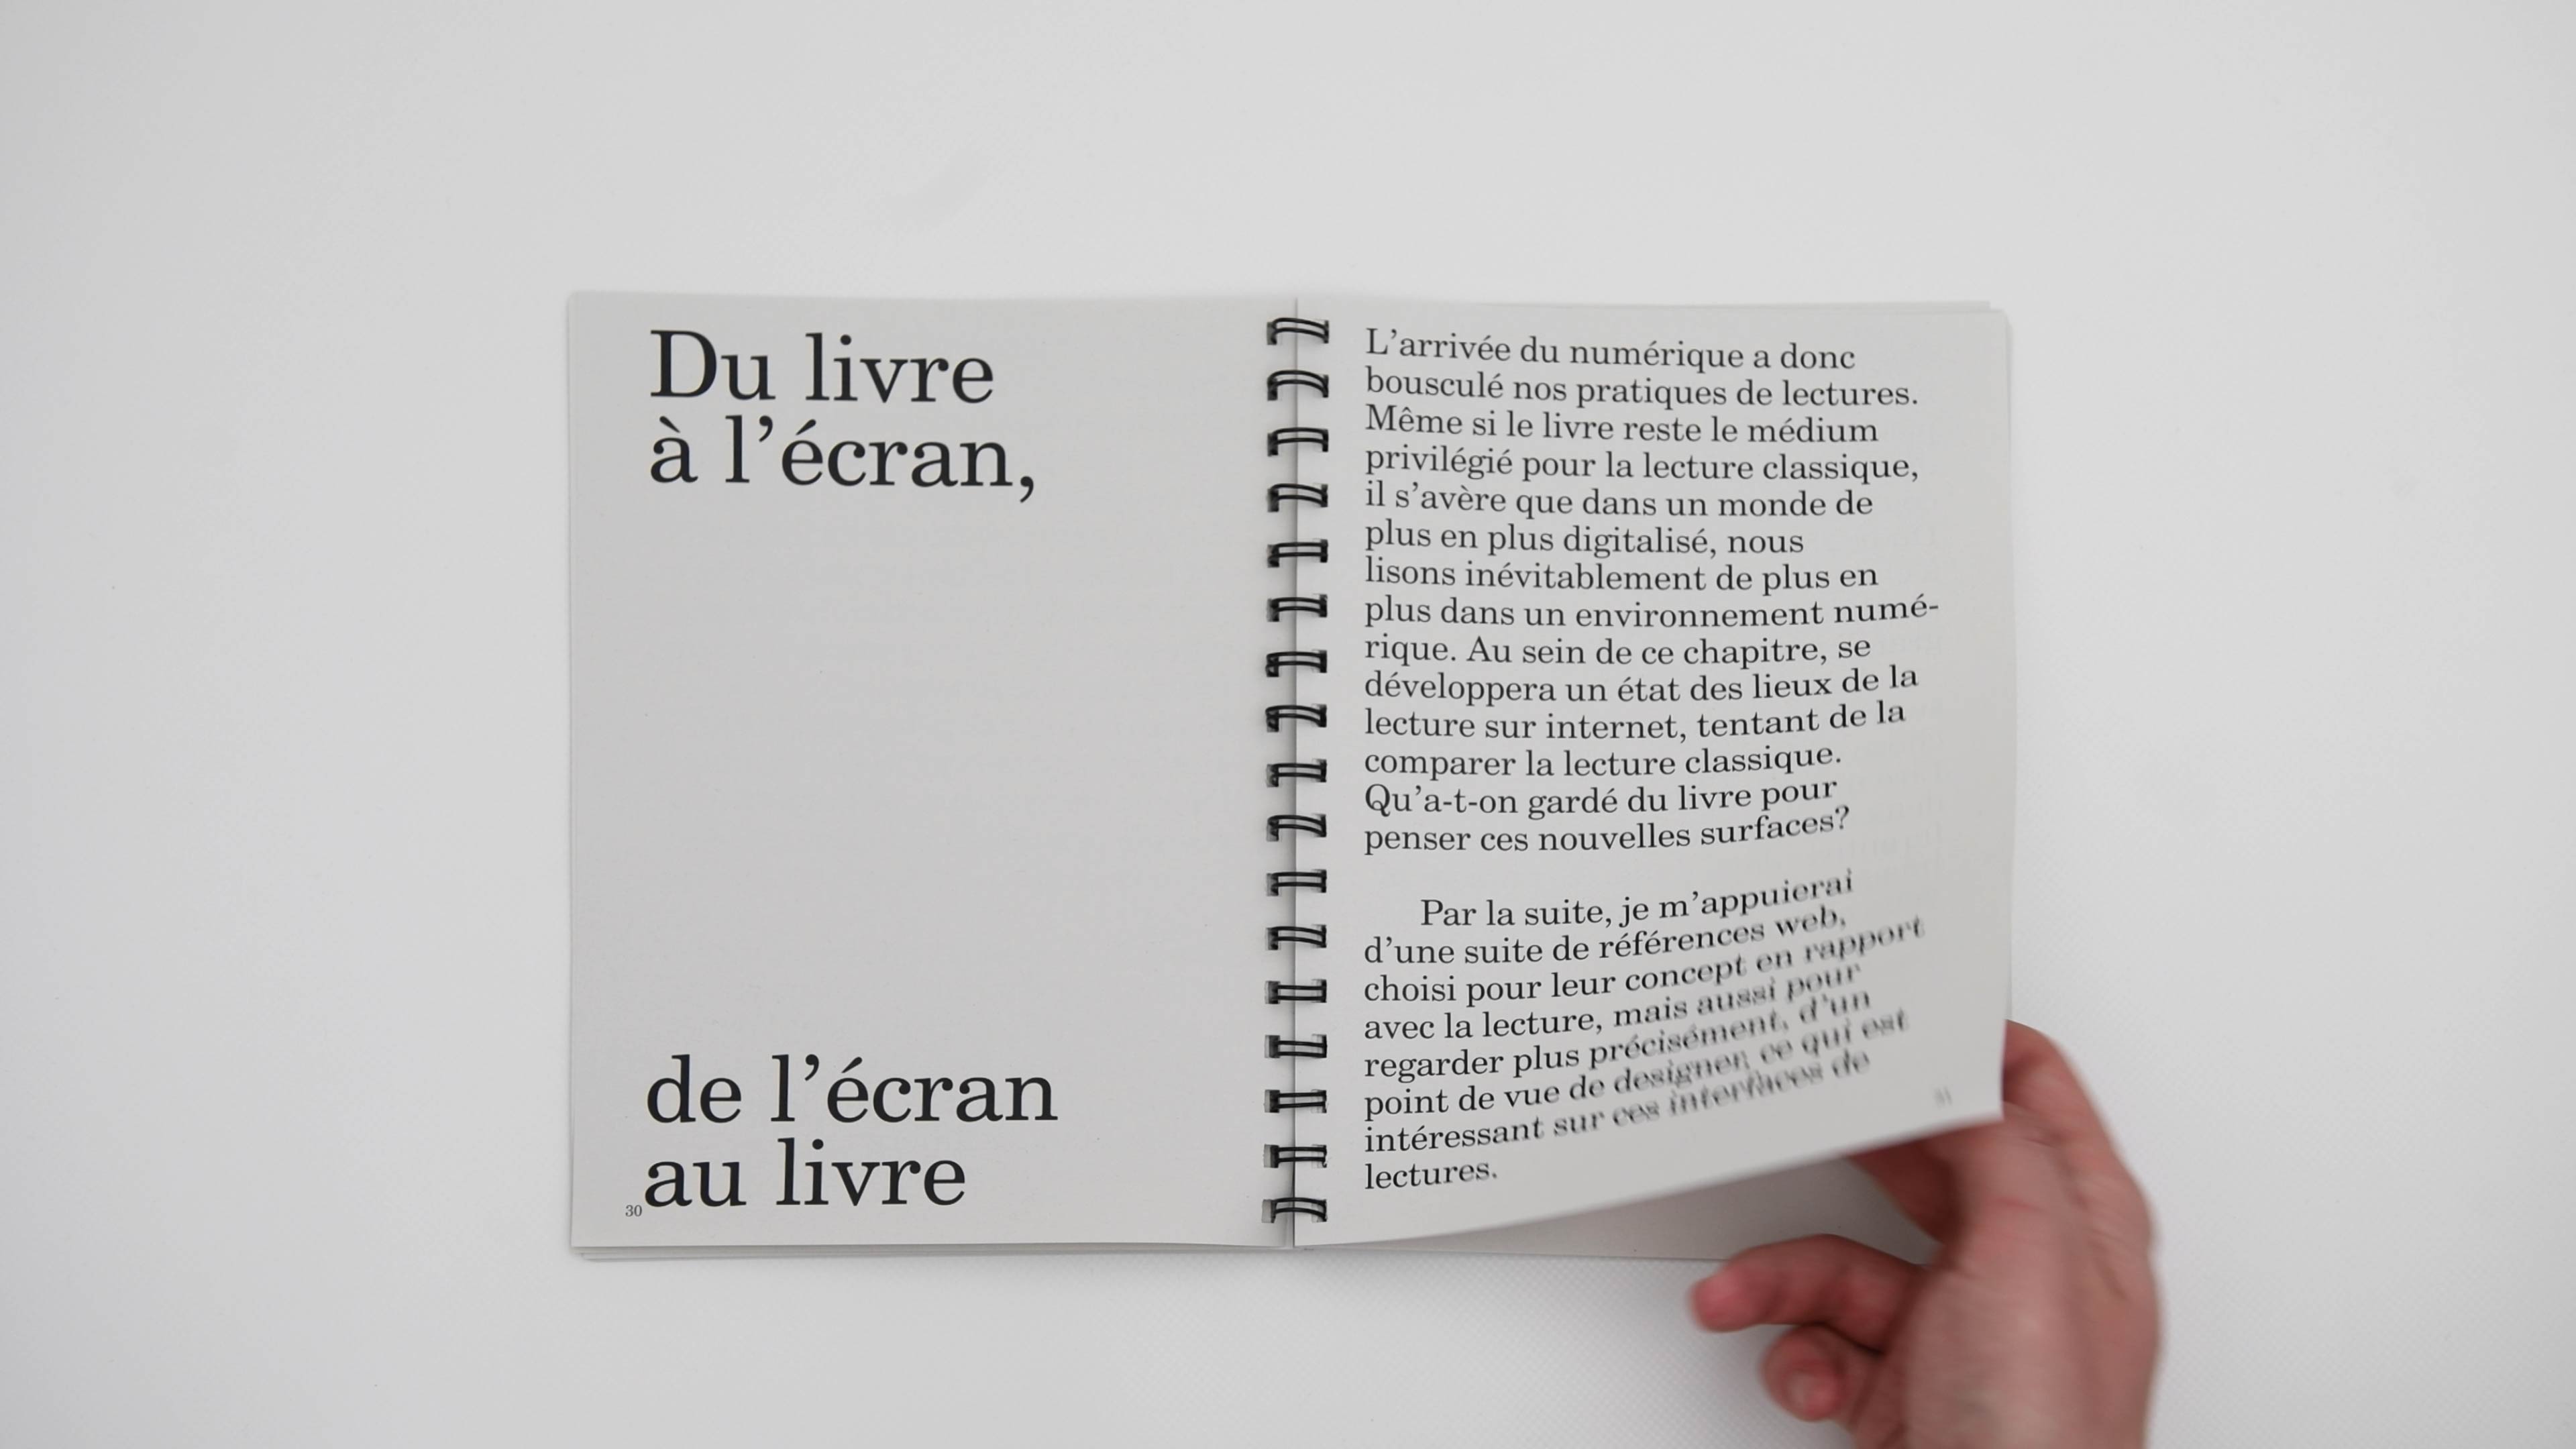 Du livre
à l’écran,
de l’écran
au livre
30
L’arrivée du numérique a donc
bousculé nos pratiques de lectures.
Même si le livre reste le médium
privilégié pour la lecture classique,
il s’avère que dans un monde de
plus en plus digitalisé, nous
lisons inévitablement de plus en
plus dans un environnement numé-
rique. Au sein de ce chapitre, se
développera un état des lieux de la
lecture sur internet, tentant de la
comparer la lecture classique.
Qu’a-t-on gardé du livre pour
penser ces nouvelles surfaces?
Par la suite, je m’appuierai
d’une suite de références web,
choisi pour leur concept en rapport
avec la lecture, mais aussi pour
regarder plus précisément, d’un
point de vue de designer, ce qui est
intéressant sur ces interfaces de
lectures.